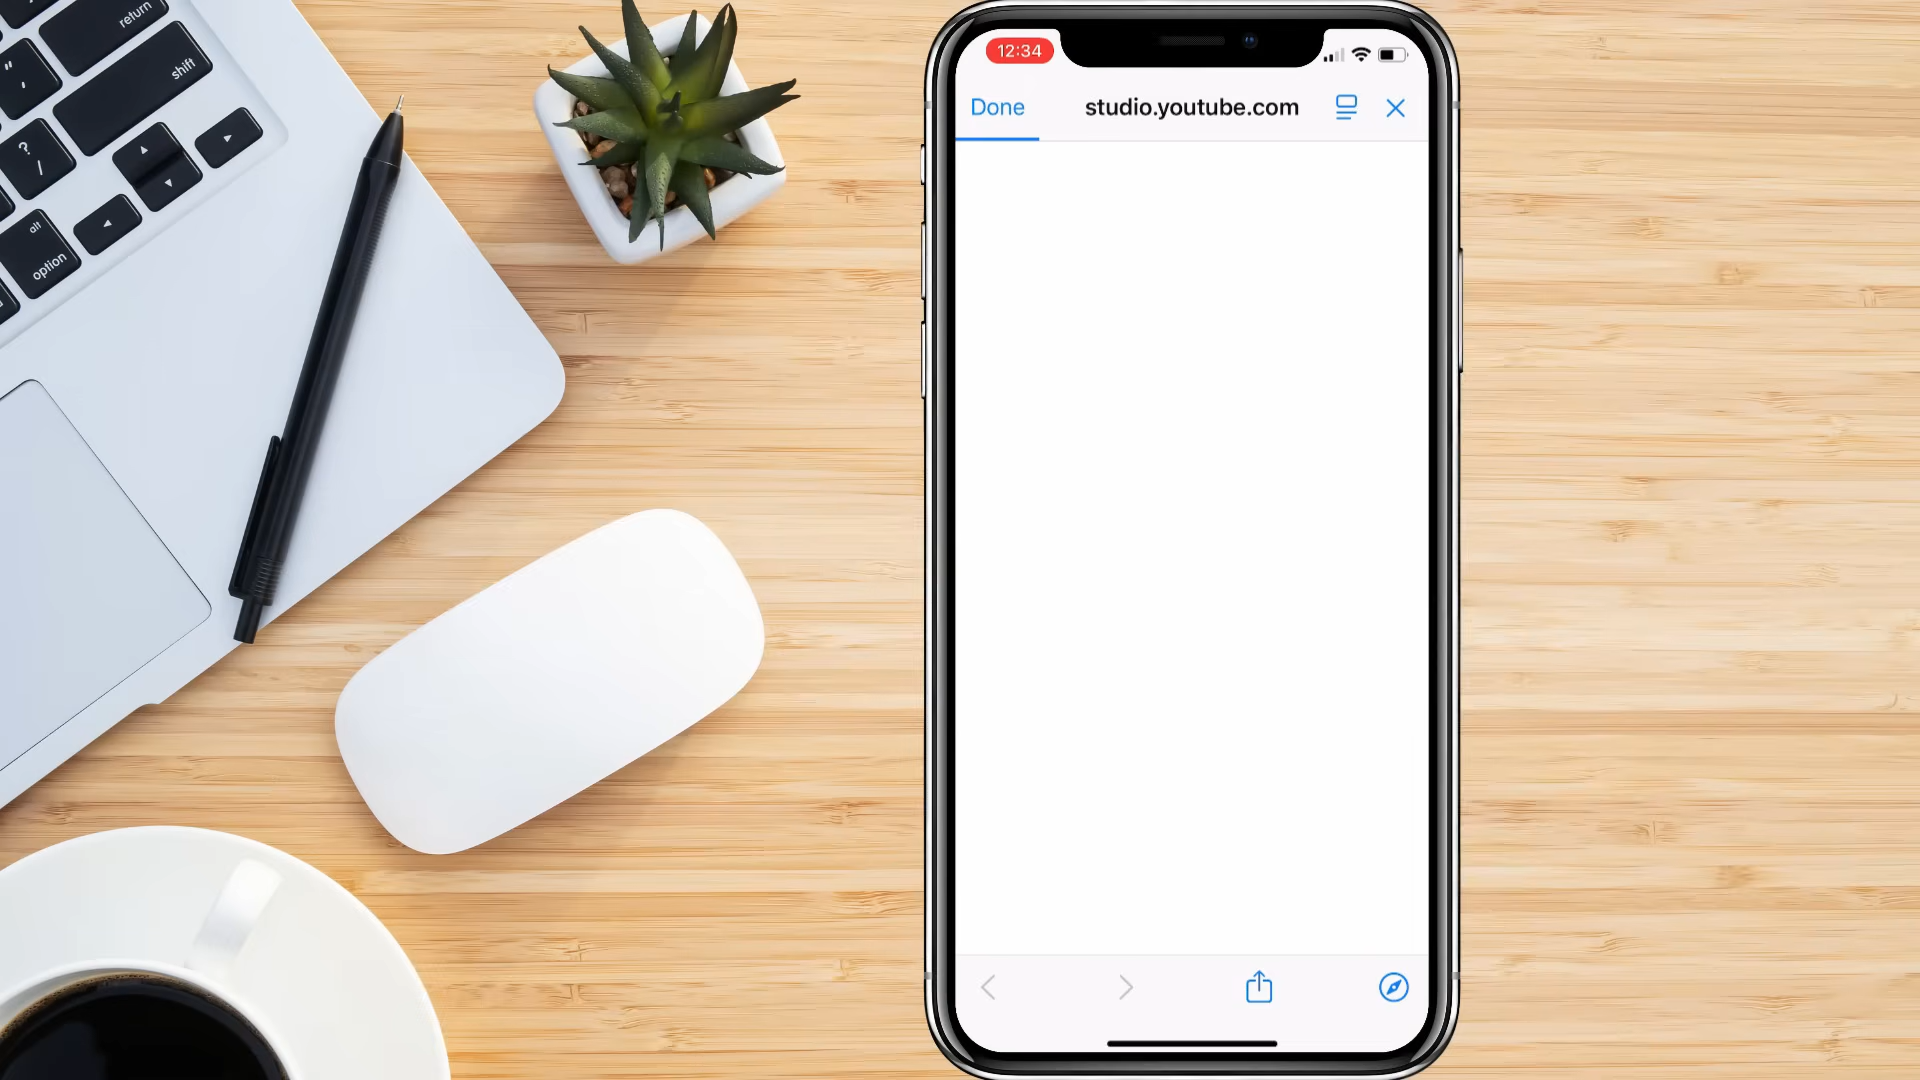 return
shift
"
,
?
/
alt
option
12:34
Done
studio.youtube.com